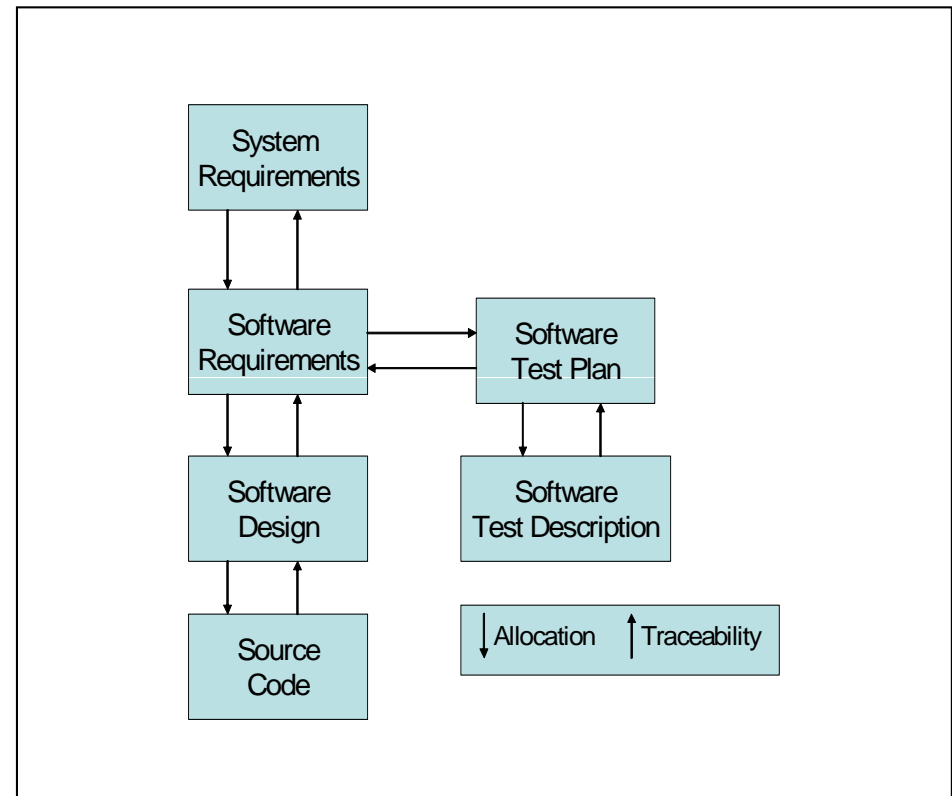 System
Requirements
Software
Requirements
Software
Test Plan
Software
Design
Software
Test Description
Source
Code
Allocation
Traceability